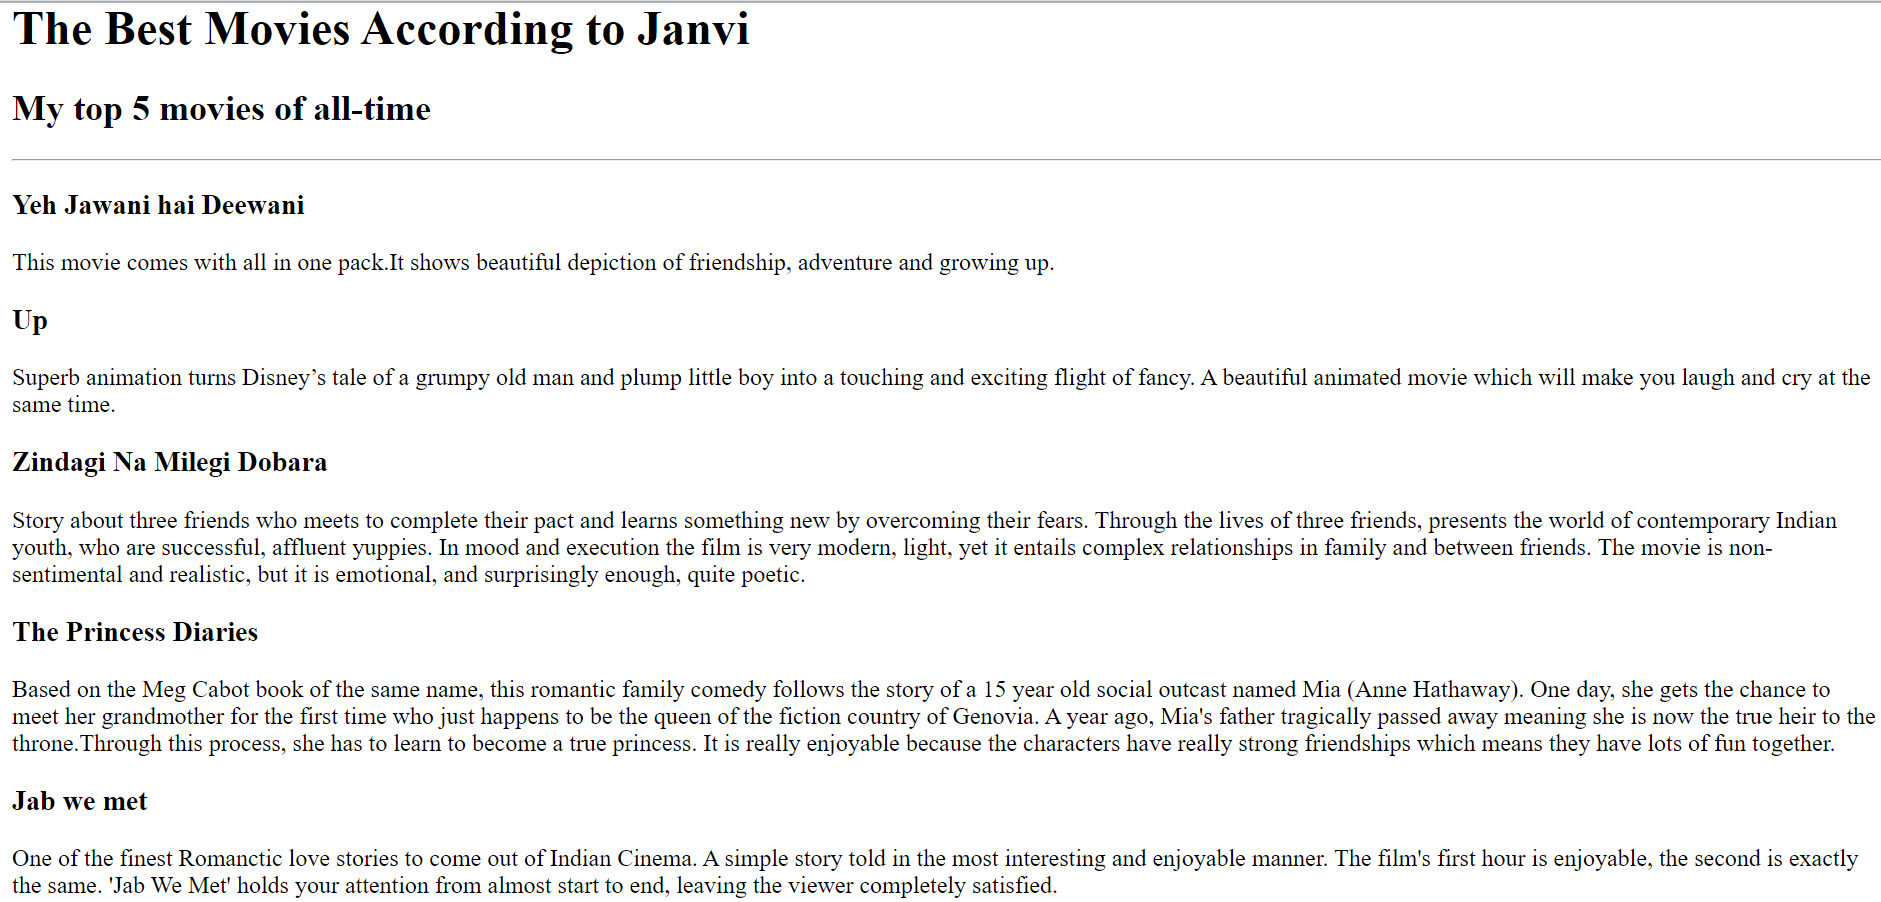 The Best Movies According to Janvi
My top 5 movies of all-time
Yeh Jawani hai Deewani
This movie comes with all in one pack.It shows beautiful depiction of friendship, adventure and growing up.
Up
Superb animation turns Disney’s tale of a grumpy old man and plump little boy into a touching and exciting flight of fancy. A beautiful animated movie which will make you laugh and cry at the
same time.
Zindagi Na Milegi Dobara
Story about three friends who meets to complete their pact and learns something new by overcoming their fears. Through the lives of three friends, presents the world of contemporary Indian
youth, who are successful, affluent yuppies. In mood and execution the film is very modern, light, yet it entails complex relationships in family and between friends. The movie is non-
sentimental and realistic, but it is emotional, and surprisingly enough, quite poetic.
The Princess Diaries
Based on the Meg Cabot book of the same name, this romantic family comedy follows the story of a 15 year old social outcast named Mia (Anne Hathaway). One day, she gets the chance to
meet her grandmother for the first time who just happens to be the queen of the fiction country of Genovia. A year ago, Mia's father tragically passed away meaning she is now the true heir to the
throne.Through this process, she has to learn to become a true princess. It is really enjoyable because the characters have really strong friendships which means they have lots of fun together.
Jab we met
One of the finest Romanctic love stories to come out of Indian Cinema. A simple story told in the most interesting and enjoyable manner. The film's first hour is enjoyable, the second is exactly
the same. 'Jab We Met' holds your attention from almost start to end, leaving the viewer completely satisfied.